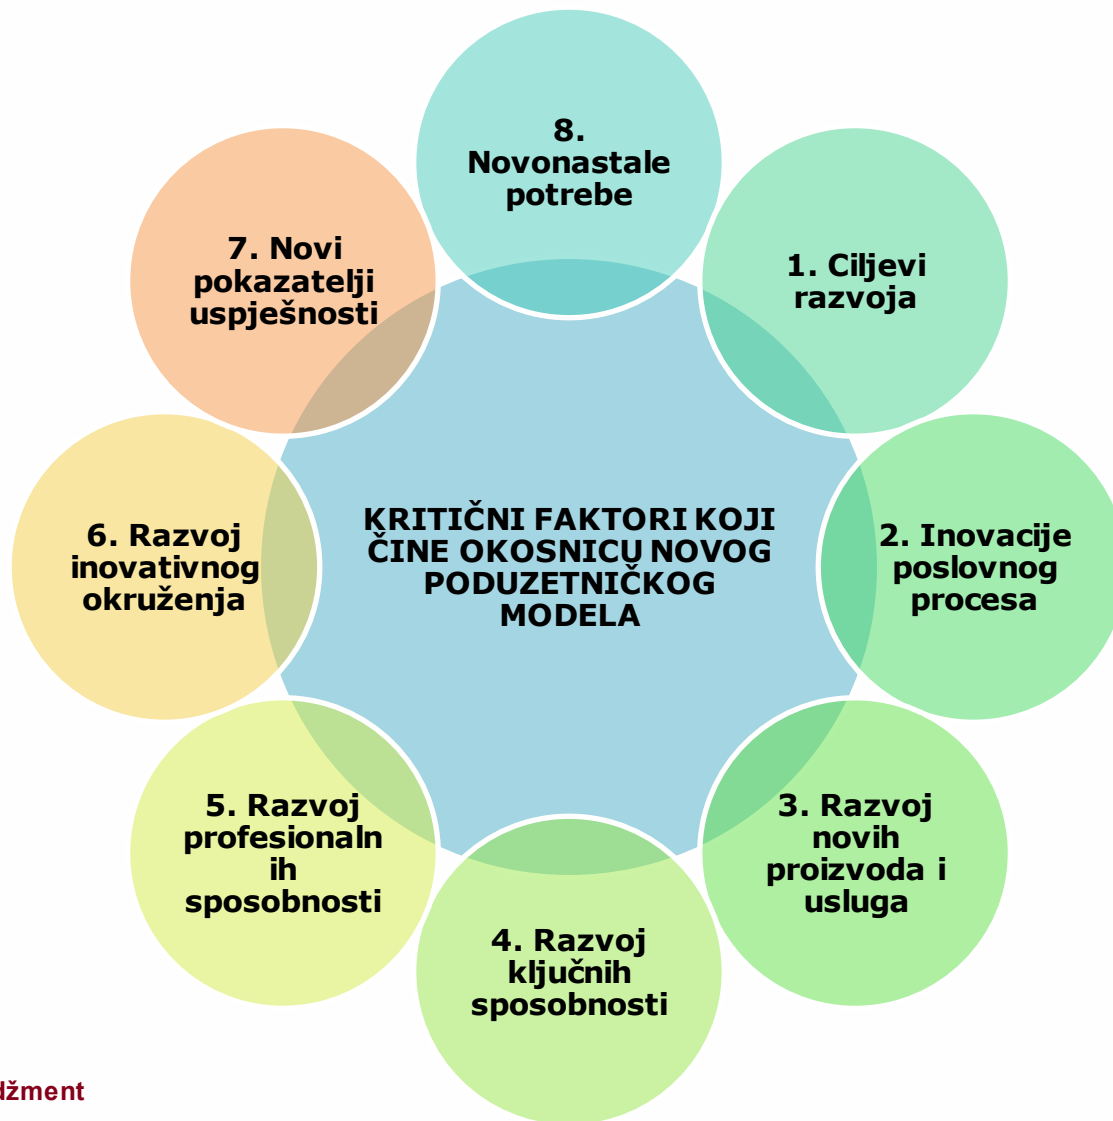 8.
Novonastale
potrebe
1. Ciljevi
razvoja
2. Inovacije
poslovnog
procesa
3. Razvoj
novih
proizvoda i
usluga
4. Razvoj
ključnih
sposobnosti
5. Razvoj
profesionaln
ih
sposobnosti
6. Razvoj
inovativnog
okruženja
7. Novi
pokazatelji
uspješnosti
KRITIČNI FAKTORI KOJI
ČINE OKOSNICU NOVOG
PODUZETNIČKOG
MODELA
džment